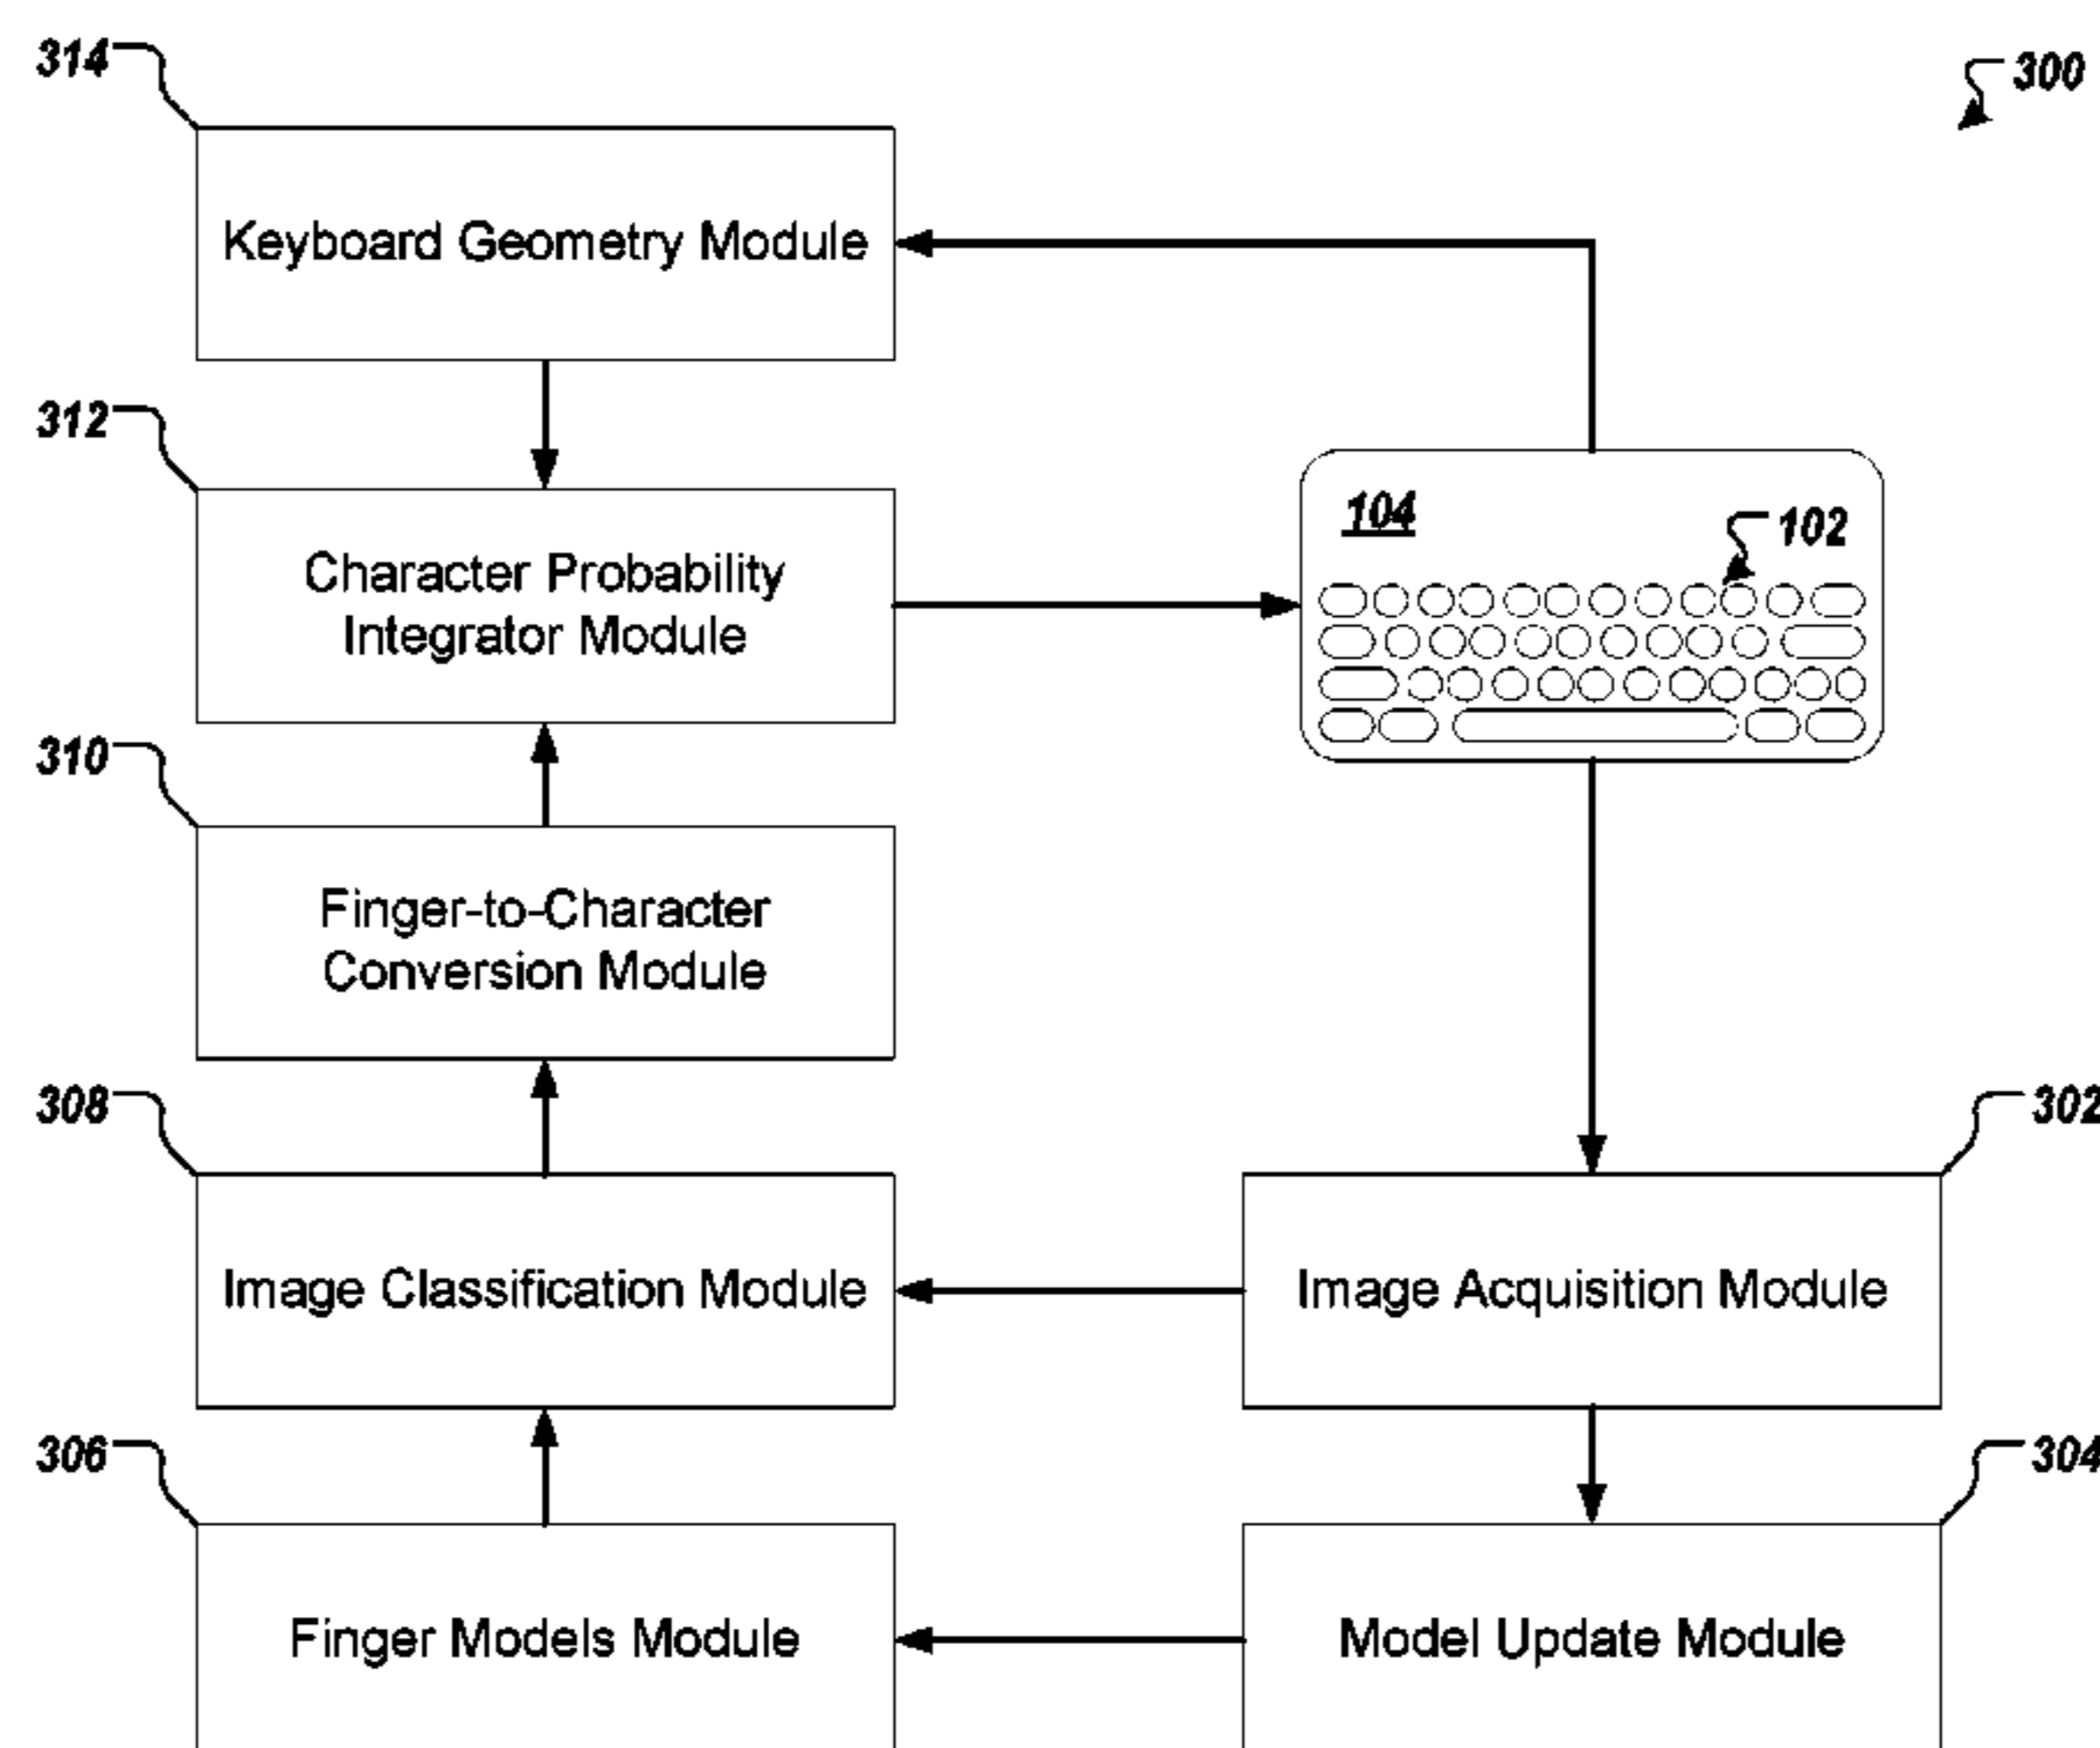 314
300
Keyboard Geometry Module
312
104
102
Character Probability
Integrator Module
310
Finger-to-Character
Conversion Module
308
302
Image Classification Module
Image Acquisition Module
306
304
Finger Models Module
Model Update Module